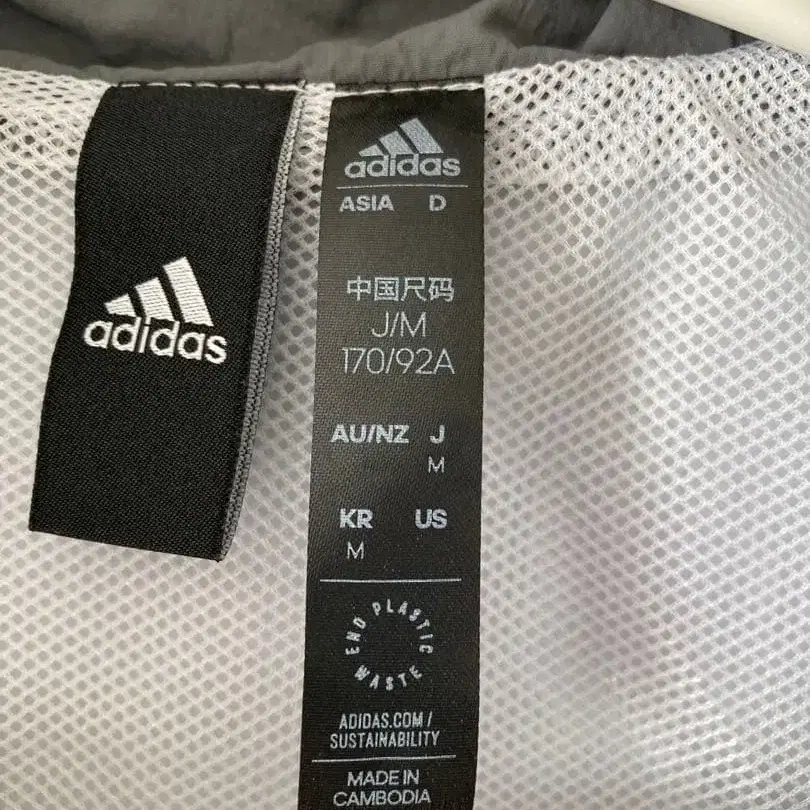 adidas
adidas
ASIA D
中国尺码
J/M
170/92A
AU/NZ J
M
KR US
M
END PLASTIC WASTE
ADIDAS.COM /
SUSTAINABILITY
MADE IN
CAMBODIA